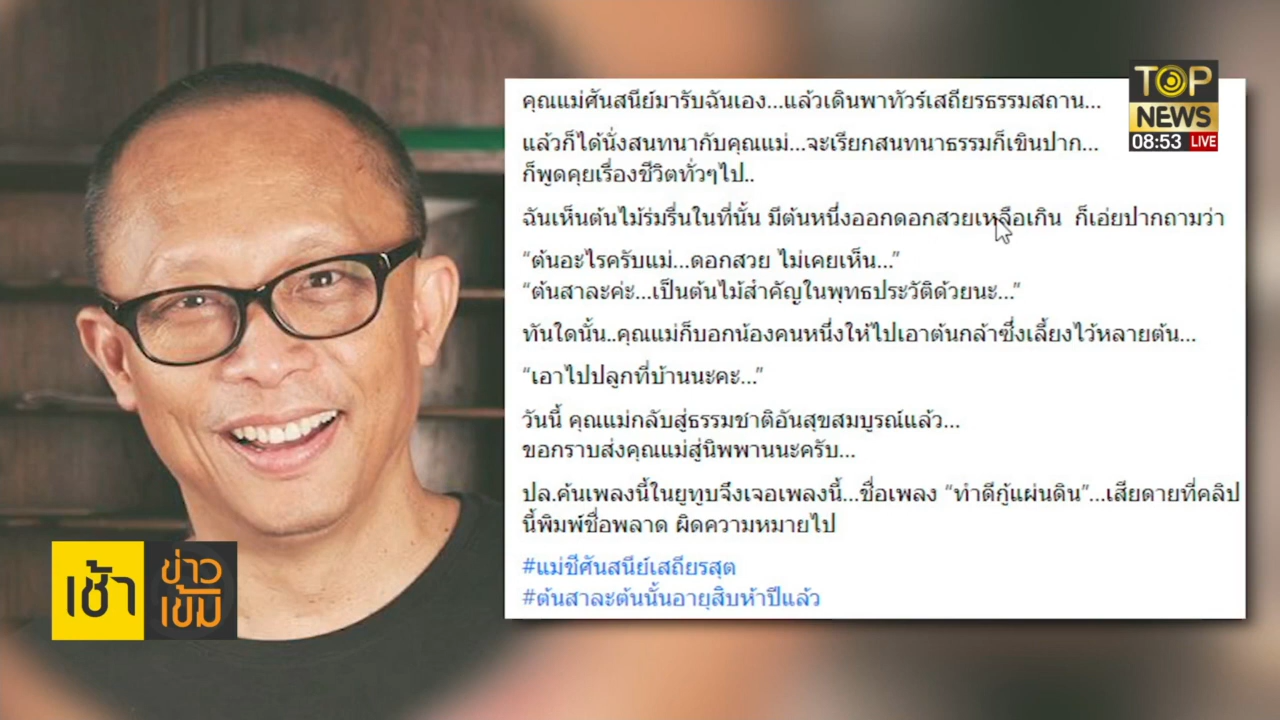 TOP
NEWS
08:53 LIVE
คุณแม่ศันสนีย์มารับฉันเอง...แล้วเดินพาทัวร์เสถียรธรรมสถาน...
แล้วก็ได้นั่งสนทนากับคุณแม่...จะเรียกสนทนาธรรมก็เขินปาก...
ก็พูดคุยเรื่องชีวิตทั่วๆไป..
ฉันเห็นต้นไม้ร่มรื่นในที่นั้น มีต้นหนึ่งออกดอกสวยเหลือเกิน ก็เอ่ยปากถามว่า
“ต้นอะไรครับแม่...ดอกสวย ไม่เคยเห็น...”
“ต้นสาละค่ะ...เป็นต้นไม้สำคัญในพุทธประวัติด้วยนะ...”
ทันใดนั้น..คุณแม่ก็บอกน้องคนหนึ่งให้ไปเอาต้นกล้าซึ่งเลี้ยงไว้หลายต้น...
“เอาไปปลูกที่บ้านนะคะ...”
วันนี้ คุณแม่กลับสู่ธรรมชาติอันสุขสมบูรณ์แล้ว...
ขอกราบส่งคุณแม่สู่นิพพานนะครับ...
ปล.ค้นเพลงนี้ในยูทูบจึงเจอเพลงนี้...ชื่อเพลง “ทำดีกู้แผ่นดิน”...เสียดายที่คลิป
นี้พิมพ์ชื่อพลาด ผิดความหมายไป
#แม่ชีศันสนีย์เสถียรสุต
#ต้นสาละต้นนั้นอายุสิบห้าปีแล้ว
เช้า
ข่าว
เข้ม